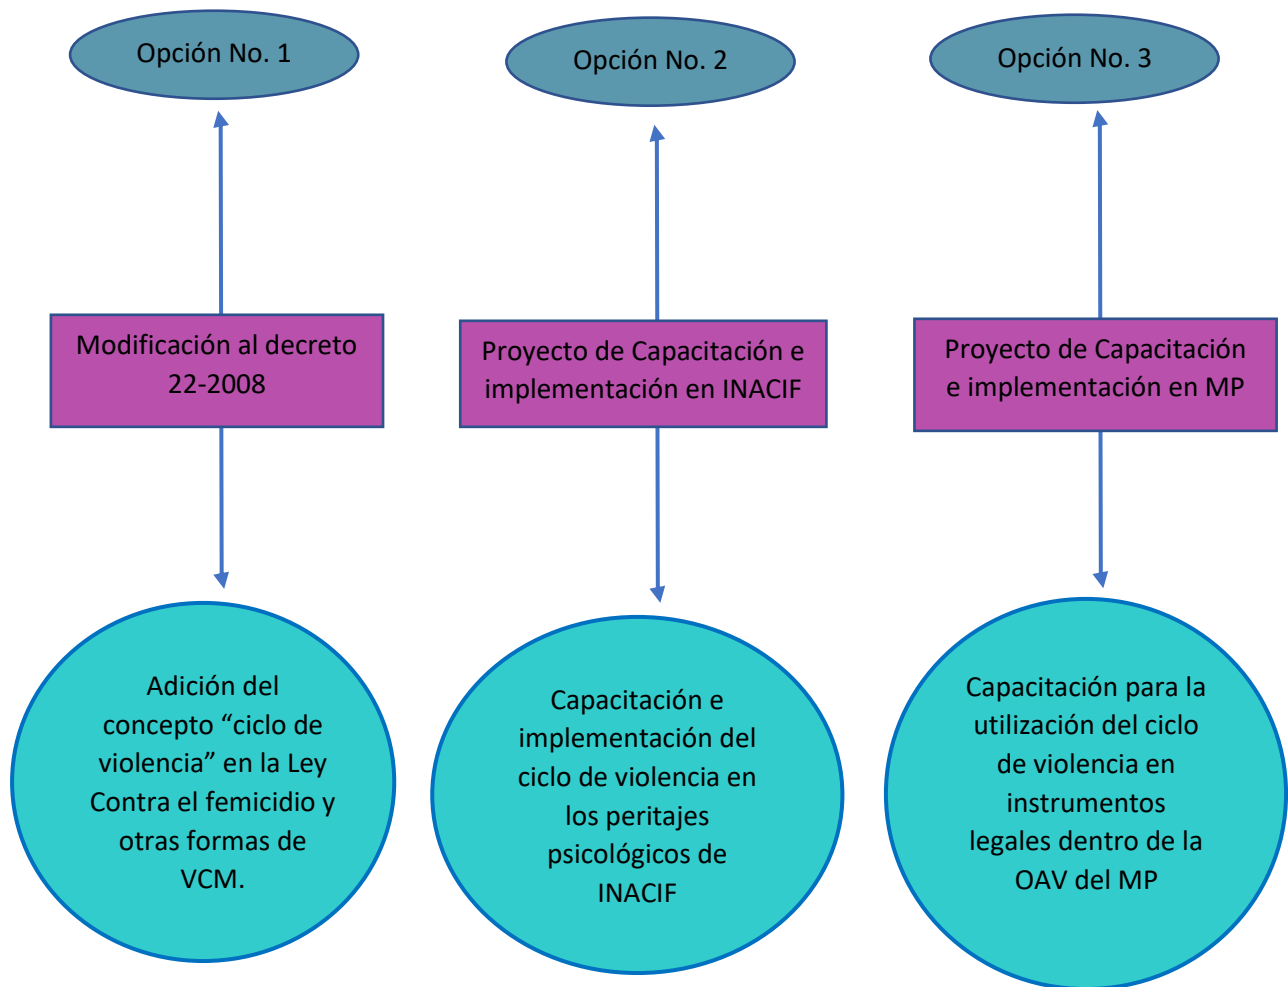 Opción No. 1
Opción No. 2
Opción No. 3
Modificación al decreto
22-2008
Proyecto de Capacitación e
implementación en INACIF
Proyecto de Capacitación
e implementación en MP
Adición del
concepto “ciclo de
violencia” en la Ley
Contra el femicidio y
otras formas de
VCM.
Capacitación e
implementación del
ciclo de violencia en
los peritajes
psicológicos de
INACIF
Capacitación para la
utilización del ciclo
de violencia en
instrumentos
legales dentro de la
OAV del MP